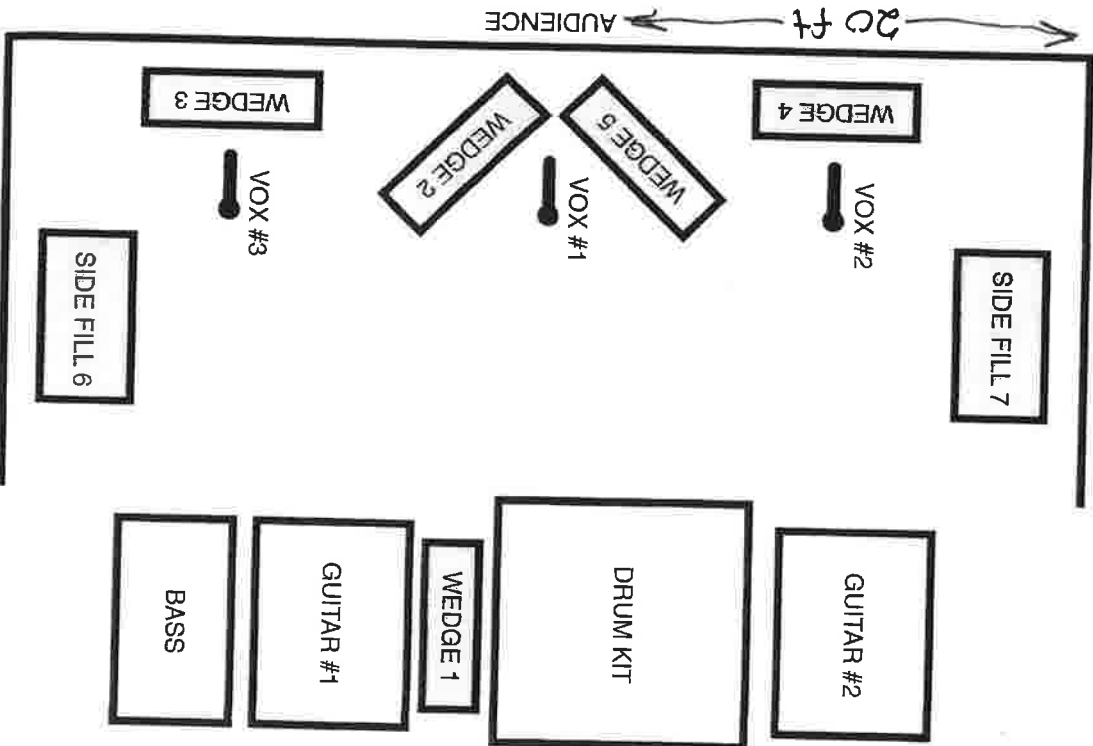 20 ft
AUDIENCE
WEDGE 3
WEDGE 2
WEDGE 5
WEDGE 4
VOX #3
VOX #1
VOX #2
SIDE FILL 6
SIDE FILL 7
BASS
GUITAR #1
WEDGE 1
DRUM KIT
GUITAR #2